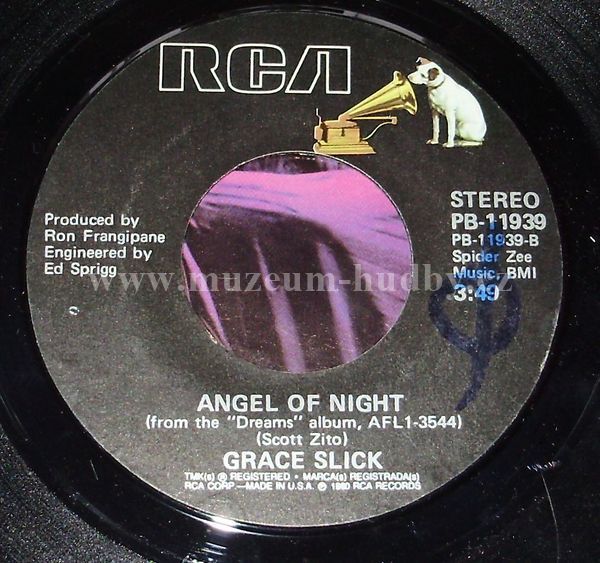 RCA
STEREO
PB-11939
PB-11939-B
Spider Zee
Music, BMI
3:49
Produced by
Ron Frangipane
Engineered by
Ed Sprigg
www.muzeum-hudby.cz
ANGEL OF NIGHT
(from the "Dreams" album, AFL1-3544)
(Scott Zito)
GRACE SLICK
TMK(s) ® REGISTERED • MARCA(s) REGISTRADA(s)
RCA CORP.—MADE IN U.S.A. ℗ 1980 RCA RECORDS